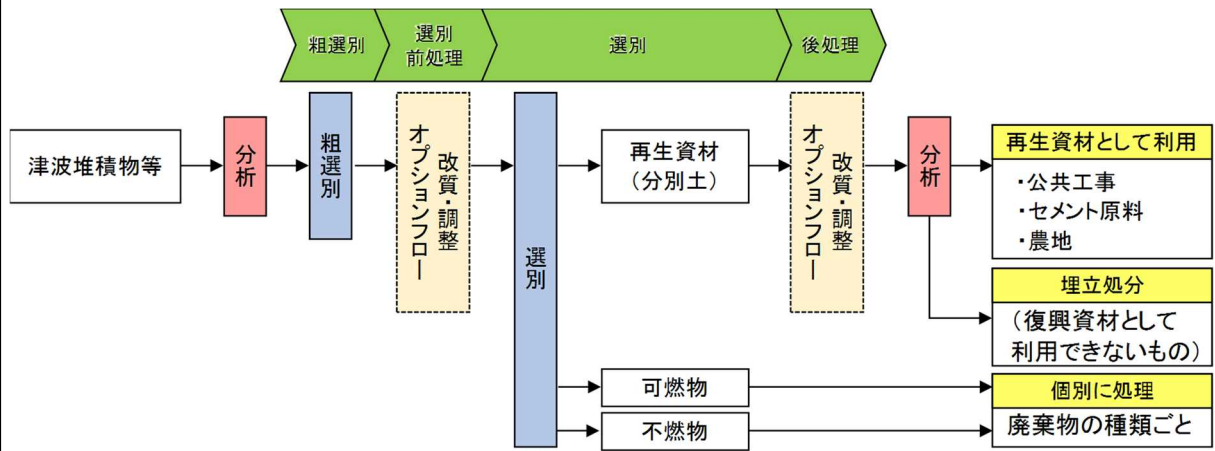 粗選別
選別
前処理
選別
後処理
津波堆積物等
分析
粗選別
改質・調整
オプションフロー
選別
再生資材
（分別土）
改質・調整
オプションフロー
分析
再生資材として利用
・公共工事
・セメント原料
・農地
埋立処分
（復興資材として
利用できないもの）
可燃物
不燃物
個別に処理
廃棄物の種類ごと